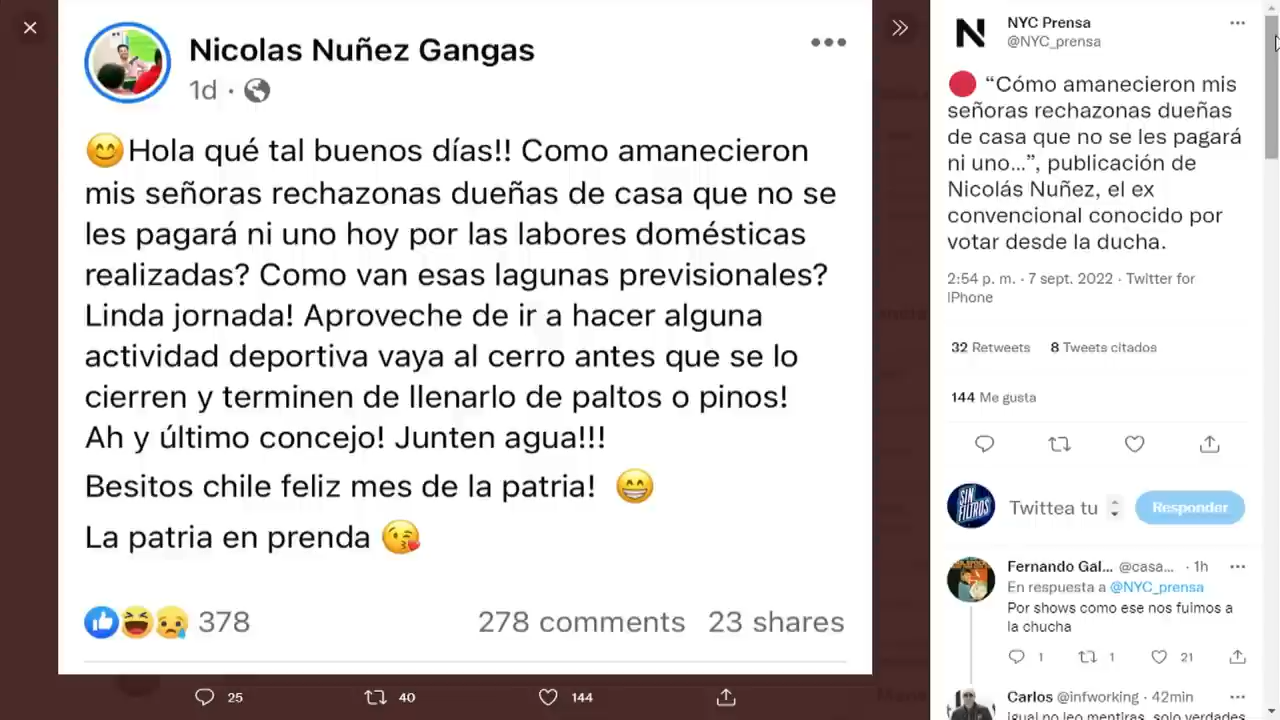 Nicolas Nuñez Gangas
1d ·
😊Hola qué tal buenos días!! Como amanecieron
mis señoras rechazonas dueñas de casa que no se
les pagará ni uno hoy por las labores domésticas
realizadas? Como van esas lagunas previsionales?
Linda jornada! Aproveche de ir a hacer alguna
actividad deportiva vaya al cerro antes que se lo
cierren y terminen de llenarlo de paltos o pinos!
Ah y último concejo! Junten agua!!!
Besitos chile feliz mes de la patria! 😁
La patria en prenda 😘
378
278 comments 23 shares
25 40 144
NYC Prensa
@NYC_prensa
🔴 “Cómo amanecieron mis
señoras rechazonas dueñas
de casa que no se les pagará
ni uno...”, publicación de
Nicolás Nuñez, el ex
convencional conocido por
votar desde la ducha.
2:54 p. m. · 7 sept. 2022 · Twitter for
iPhone
32 Retweets 8 Tweets citados
144 Me gusta
SIN
FILTROS
Twittea tu
Responder
Fernando Gal... @casa... · 1h
En respuesta a @NYC_prensa
Por shows como ese nos fuimos a
la chucha
1 1 21
Carlos @infworking · 42min
igual no leo mentiras, solo verdades